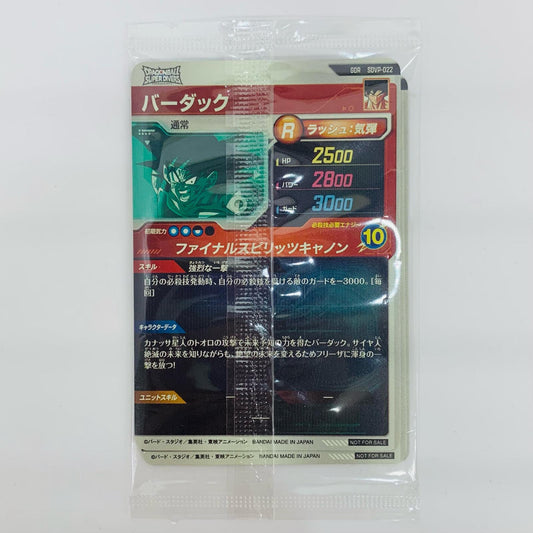 DRAGONBALL
SUPER DIVERS
GDR SDVP-022
バーダック
通常
R ラッシュ:気弾
HP 2500
パワー 2800
ガード 3000
初期気力
必殺技必要エナジー
10
ファイナルスピリッツキャノン
スキル 強烈な一撃
自分の必殺技発動時、自分の必殺技を受ける敵のガードを－3000。[毎
回]
キャラクターデータ
カナッサ星人のトオロの攻撃で未来予知の力を得たバーダック。サイヤ人
絶滅の未来を知りながらも、絶望の未来を変えるためフリーザに渾身の一
撃を放つ!
ユニットスキル
©バード・スタジオ／集英社・東映アニメーション BANDAI MADE IN JAPAN NOT FOR SALE
©バード・スタジオ／集英社・東映アニメーション BANDAI MADE IN JAPAN NOT FOR SALE